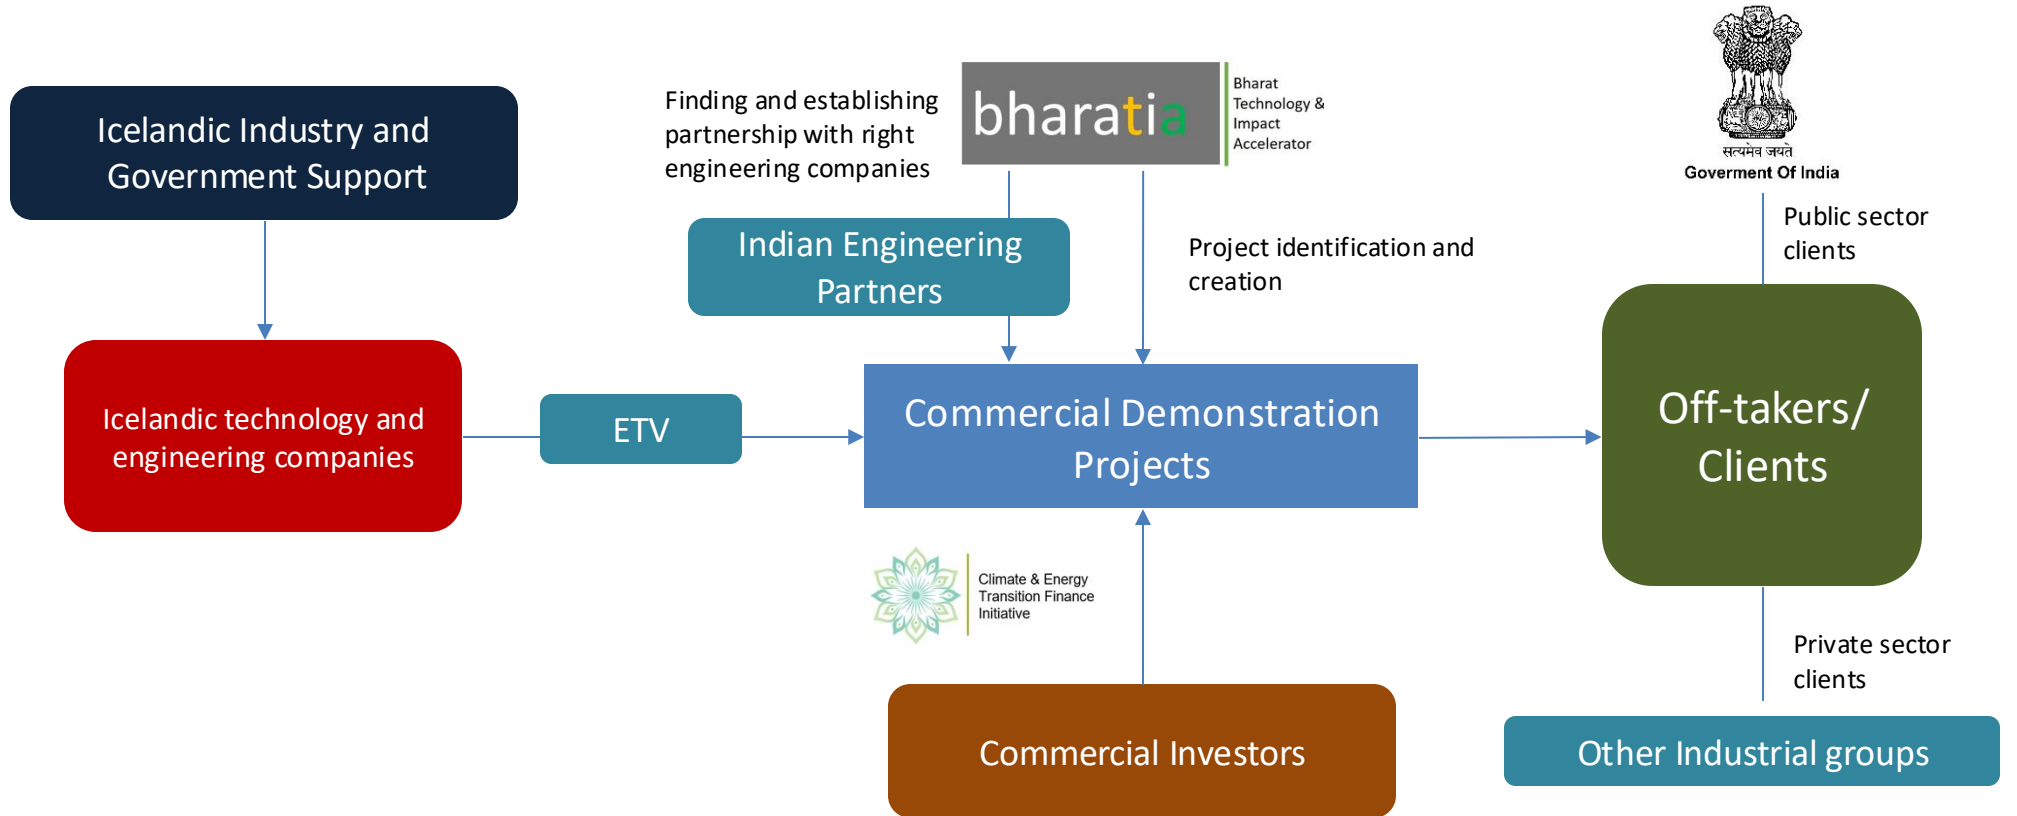 Icelandic Industry and
Government Support
Finding and establishing
partnership with right
engineering companies
bharatia
Bharat
Technology &
Impact
Accelerator
सत्यमेव जयते
Goverment Of India
Public sector
clients
Indian Engineering
Partners
Project identification and
creation
Icelandic technology and
engineering companies
ETV
Commercial Demonstration
Projects
Off-takers/
Clients
Climate & Energy
Transition Finance
Initiative
Private sector
clients
Commercial Investors
Other Industrial groups